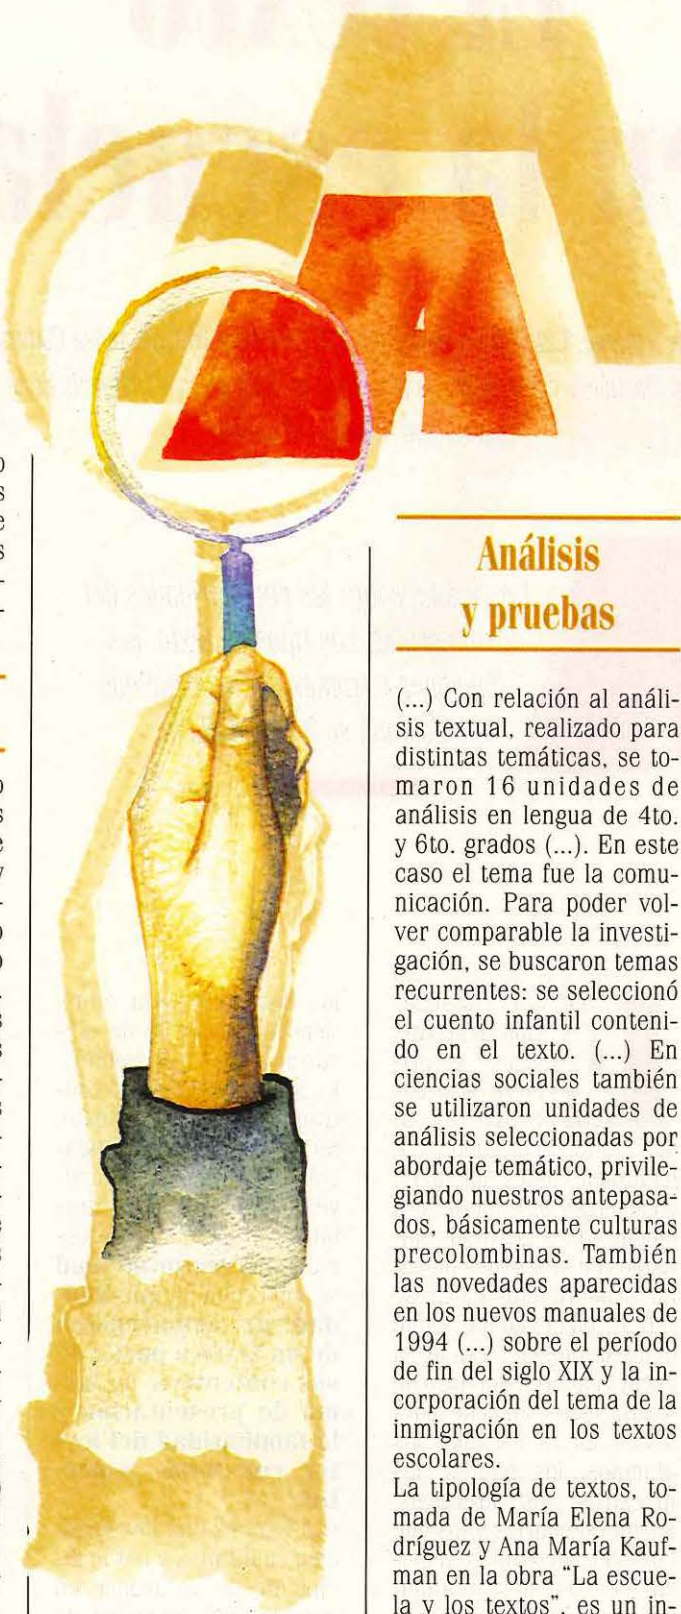 A
Análisis
y pruebas
(...) Con relación al análi-
sis textual, realizado para
distintas temáticas, se to-
maron 16 unidades de
análisis en lengua de 4to.
y 6to. grados (...). En este
caso el tema fue la comu-
nicación. Para poder vol-
ver comparable la investi-
gación, se buscaron temas
recurrentes: se seleccionó
el cuento infantil conteni-
do en el texto. (...) En
ciencias sociales también
se utilizaron unidades de
análisis seleccionadas por
abordaje temático, privile-
giando nuestros antepasa-
dos, básicamente culturas
precolombinas. También
las novedades aparecidas
en los nuevos manuales de
1994 (...) sobre el período
de fin del siglo XIX y la in-
corporación del tema de la
inmigración en los textos
escolares.
La tipología de textos, to-
mada de María Elena Ro-
dríguez y Ana María Kauf-
man en la obra "La escue-
la y los textos", es un in-